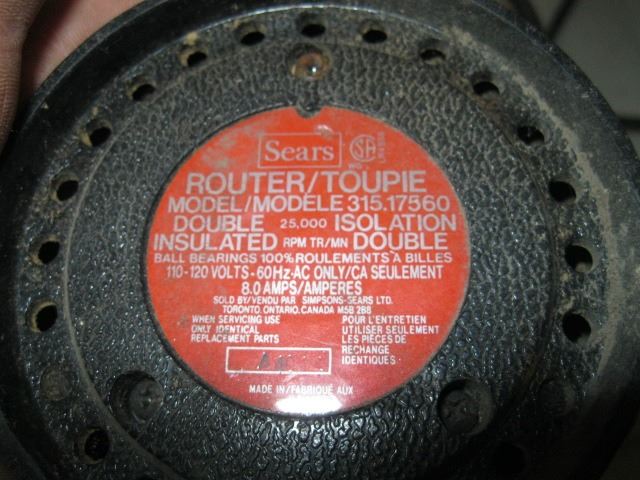 Sears
ROUTER/TOUPIE
MODEL/MODÈLE 315.17560
DOUBLE 25,000 ISOLATION
INSULATED RPM TR/MN DOUBLE
BALL BEARINGS 100% ROULEMENTS A BILLES
110-120 VOLTS-60Hz-AC ONLY/CA SEULEMENT
8.0 AMPS/AMPERES
SOLD BY/VENDU PAR SIMPSONS-SEARS LTD.
TORONTO, ONTARIO, CANADA M5B 2B8
WHEN SERVICING USE
ONLY IDENTICAL
REPLACEMENT PARTS
POUR L'ENTRETIEN
UTILISER SEULEMENT
LES PIÈCES DE
RECHANGE
IDENTIQUES
MADE IN/FABRIQUÉ AUX